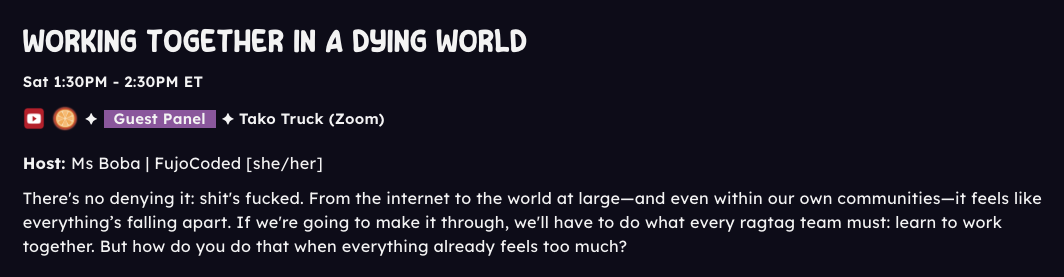 WORKING TOGETHER IN A DYING WORLD
Sat 1:30PM - 2:30PM ET
✦ Guest Panel ✦ Tako Truck (Zoom)
Host: Ms Boba | FujoCoded [she/her]
There's no denying it: shit's fucked. From the internet to the world at large—and even within our own communities—it feels like
everything’s falling apart. If we're going to make it through, we'll have to do what every ragtag team must: learn to work
together. But how do you do that when everything already feels too much?